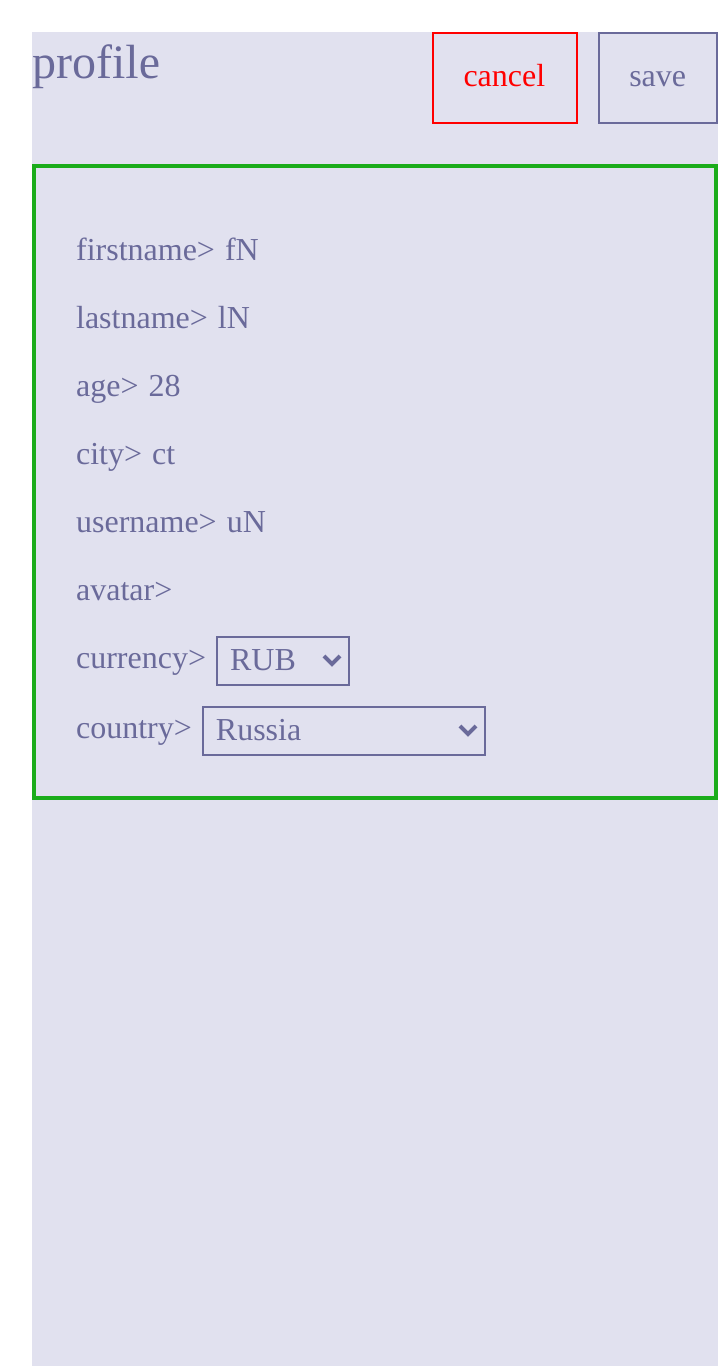 profile
cancel
save
firstname> fN
lastname> lN
age> 28
city> ct
username> uN
avatar>
currency> RUB
country> Russia